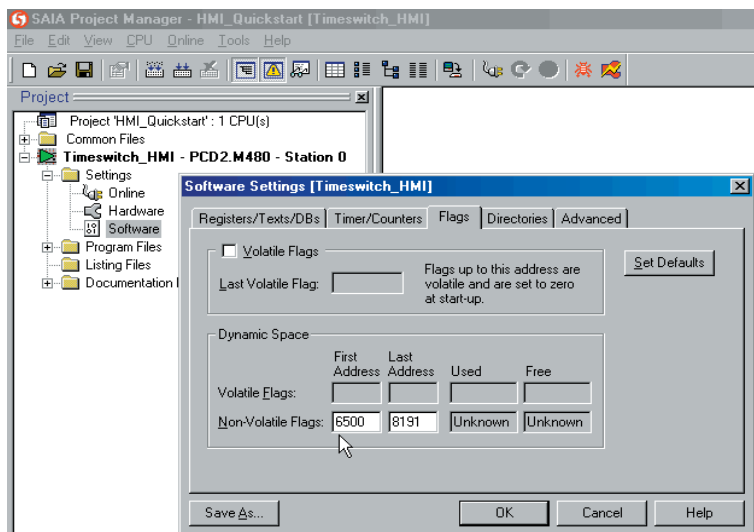 SAIA Project Manager - HMI_Quickstart [Timeswitch_HMI]
File Edit View CPU Online Tools Help
Project
Project 'HMI_Quickstart' : 1 CPU(s)
Common Files
Timeswitch_HMI - PCD2.M480 - Station 0
Settings
Online
Hardware
Software
Program Files
Listing Files
Documentation
Software Settings [Timeswitch_HMI]
Registers/Texts/DBs Timer/Counters Flags Directories Advanced
Volatile Flags
Last Volatile Flag:
Flags up to this address are
volatile and are set to zero
at start-up.
Set Defaults
Dynamic Space
First Address Last Address Used Free
Volatile Flags:
Non-Volatile Flags: 6500 8191 Unknown Unknown
Save As... OK Cancel Help